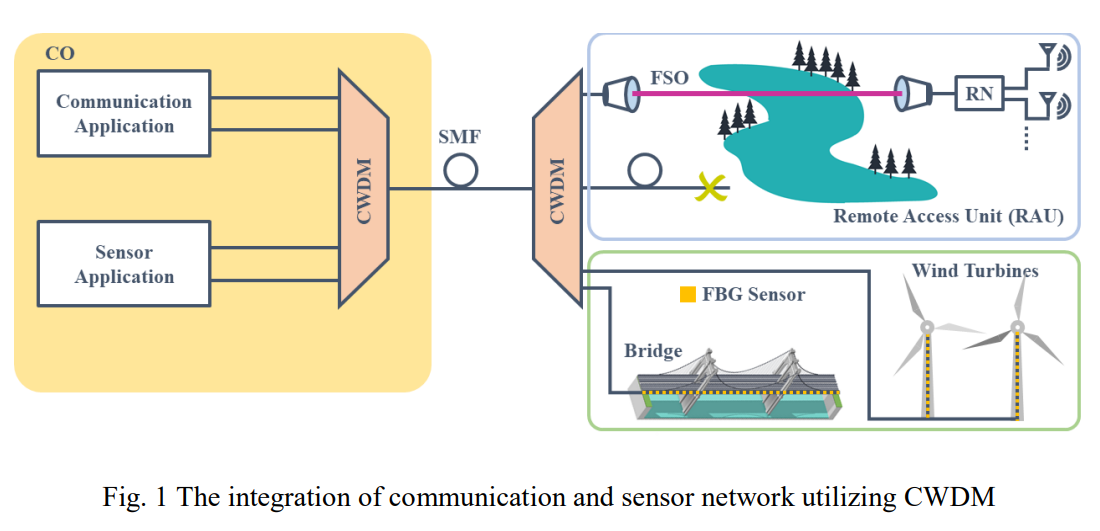 CO
Communication
Application
Sensor
Application
CWDM
SMF
CWDM
FSO
RN
Remote Access Unit (RAU)
Wind Turbines
FBG Sensor
Bridge
Fig. 1 The integration of communication and sensor network utilizing CWDM